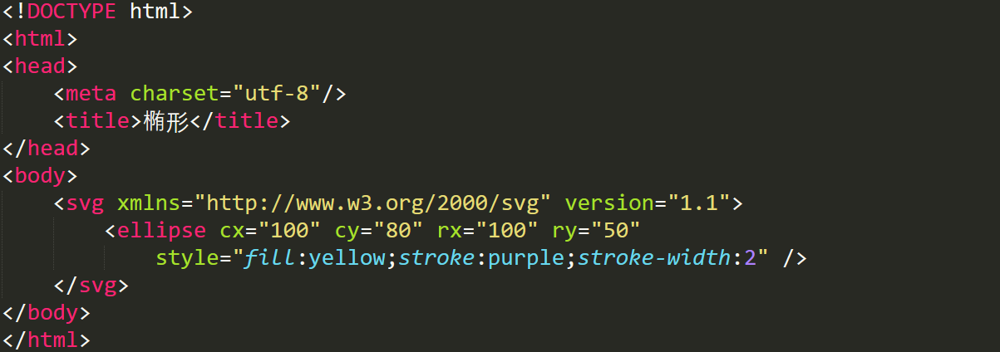 <!DOCTYPE html>
<html>
<head>
    <meta charset="utf-8"/>
    <title>椭形</title>
</head>
<body>
    <svg xmlns="http://www.w3.org/2000/svg" version="1.1">
        <ellipse cx="100" cy="80" rx="100" ry="50"
            style="fill:yellow;stroke:purple;stroke-width:2" />
    </svg>
</body>
</html>